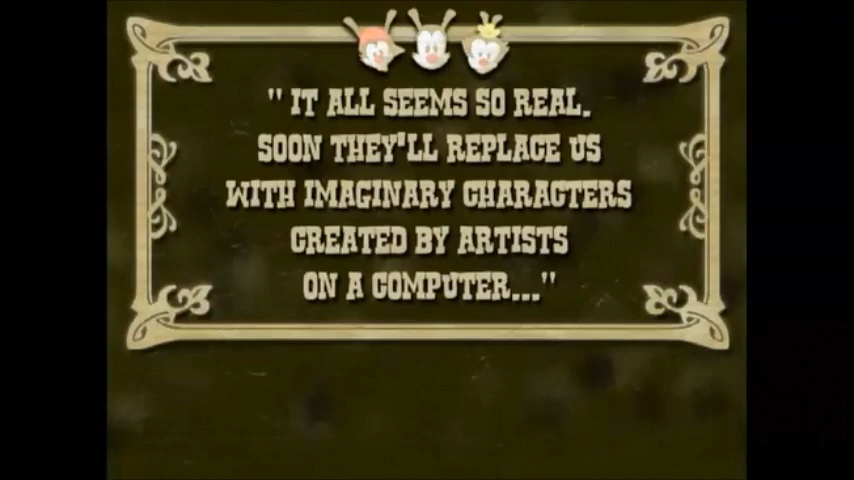 " IT ALL SEEMS SO REAL.
SOON THEY'LL REPLACE US
WITH IMAGINARY CHARACTERS
CREATED BY ARTISTS
ON A COMPUTER..."